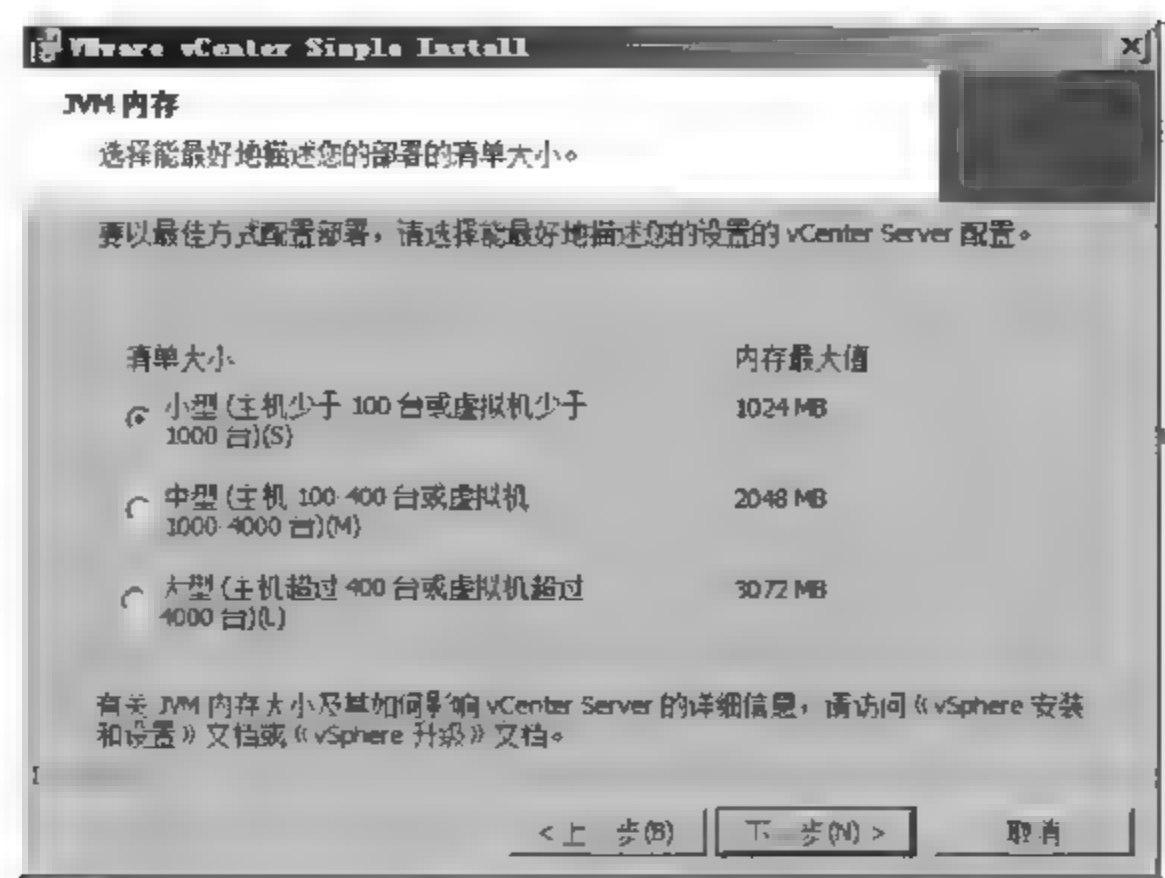 VMware vCenter Simple Install
JVM 内存
选择能最好地描述您的部署的清单大小。
要以最佳方式配置部署，请选择能最好地描述您的设置的 vCenter Server 配置。
清单大小 内存最大值
小型 (主机少于 100 台或虚拟机少于 1024 MB
1000 台)(S)
中型 (主机 100-400 台或虚拟机 2048 MB
1000-4000 台)(M)
大型 (主机超过 400 台或虚拟机超过 3072 MB
4000 台)(L)
有关 JVM 内存大小及其如何影响 vCenter Server 的详细信息，请访问《vSphere 安装
和设置》文档或《vSphere 升级》文档。
< 上一步(B) 下一步(N) > 取消